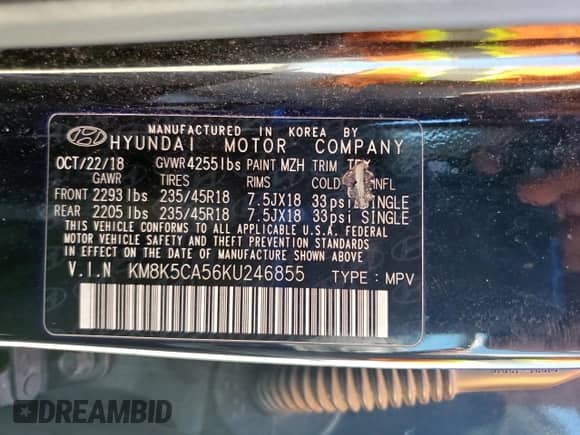 MANUFACTURED IN KOREA BY
HYUNDAI MOTOR COMPANY
OCT/22/18 GVWR 4255 lbs PAINT MZH TRIM TRY
GAWR TIRES RIMS COLD INFL
FRONT 2293 lbs 235/45R18 7.5JX18 33psi SINGLE
REAR 2205 lbs 235/45R18 7.5JX18 33psi SINGLE
THIS VEHICLE CONFORMS TO ALL APPLICABLE U.S.A. FEDERAL
MOTOR VEHICLE SAFETY AND THEFT PREVENTION STANDARDS
IN EFFECT ON THE DATE OF MANUFACTURE SHOWN ABOVE.
V.I.N KM8K5CA56KU246855 TYPE : MPV
DREAMBID